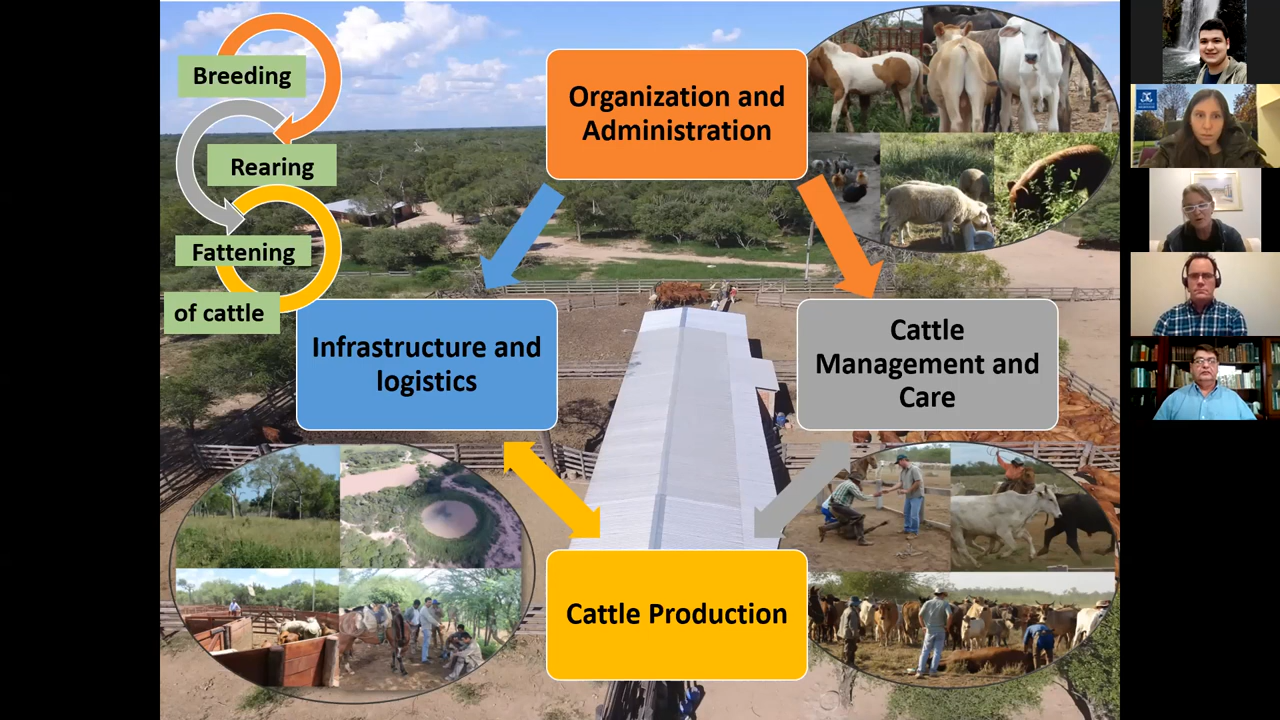 Breeding
Rearing
Fattening
of cattle
Organization and
Administration
Infrastructure and
logistics
Cattle
Management and
Care
Cattle Production